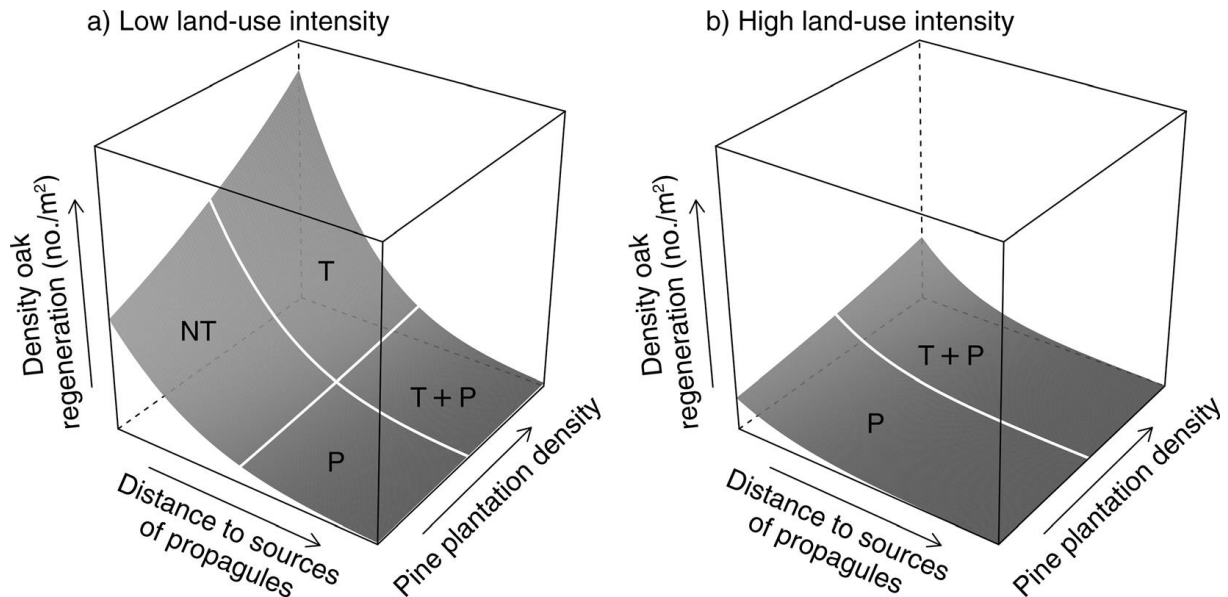 a) Low land-use intensity
Density oak
regeneration (no./m²)
NT
T
T + P
P
Distance to sources
of propagules
Pine plantation density
b) High land-use intensity
Density oak
regeneration (no./m²)
T + P
P
Distance to sources
of propagules
Pine plantation density